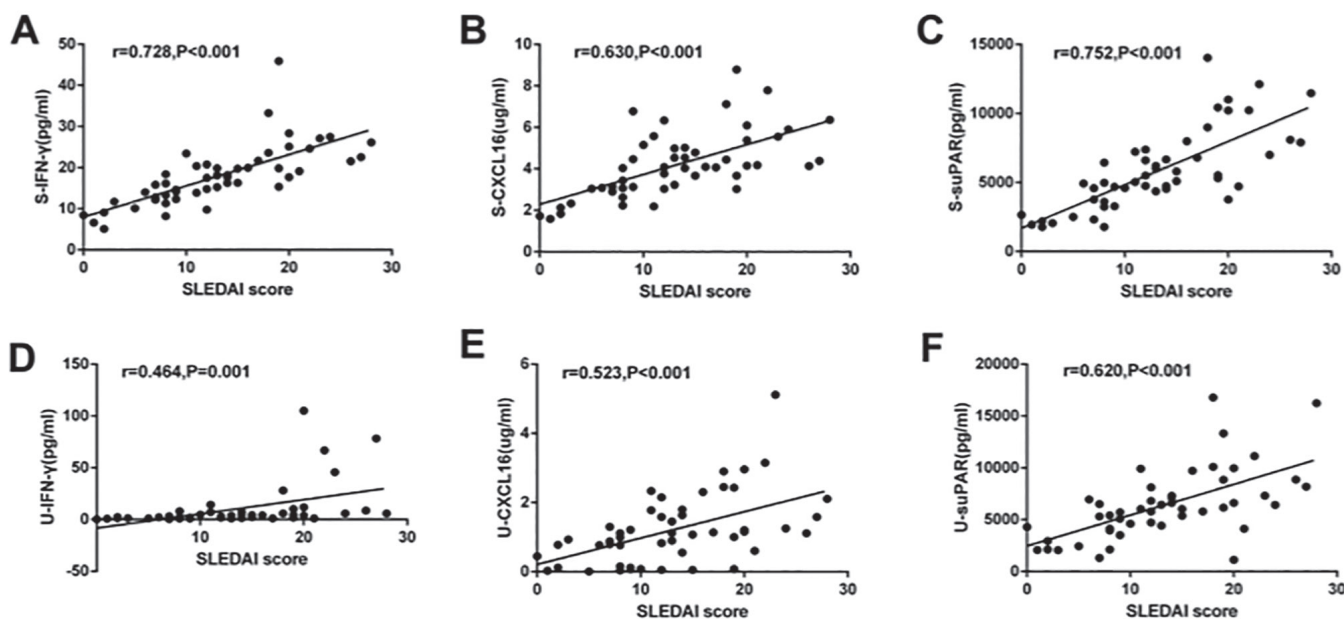 A
r=0.728,P<0.001
S-IFN-γ(pg/ml)
50
40
30
20
10
0
0 10 20 30
SLEDAI score
B
r=0.630,P<0.001
S-CXCL16(ug/ml)
10
8
6
4
2
0
0 10 20 30
SLEDAI score
C
r=0.752,P<0.001
S-suPAR(pg/ml)
15000
10000
5000
0
0 10 20 30
SLEDAI score
D
r=0.464,P=0.001
U-IFN-γ(pg/ml)
150
100
50
0
-50
10 20 30
SLEDAI score
E
r=0.523,P<0.001
U-CXCL16(ug/ml)
6
4
2
0
0 10 20 30
SLEDAI score
F
r=0.620,P<0.001
U-suPAR(pg/ml)
20000
15000
10000
5000
0
0 10 20 30
SLEDAI score